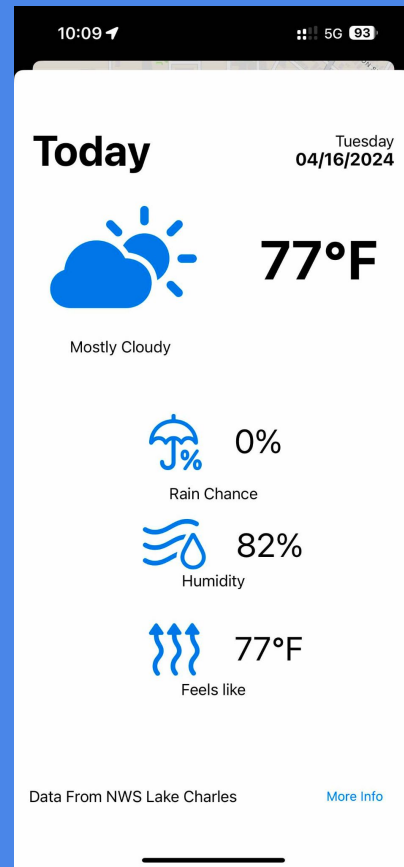 10:09
5G 93
Today
Tuesday
04/16/2024
77°F
Mostly Cloudy
0%
Rain Chance
82%
Humidity
77°F
Feels like
Data From NWS Lake Charles
More Info